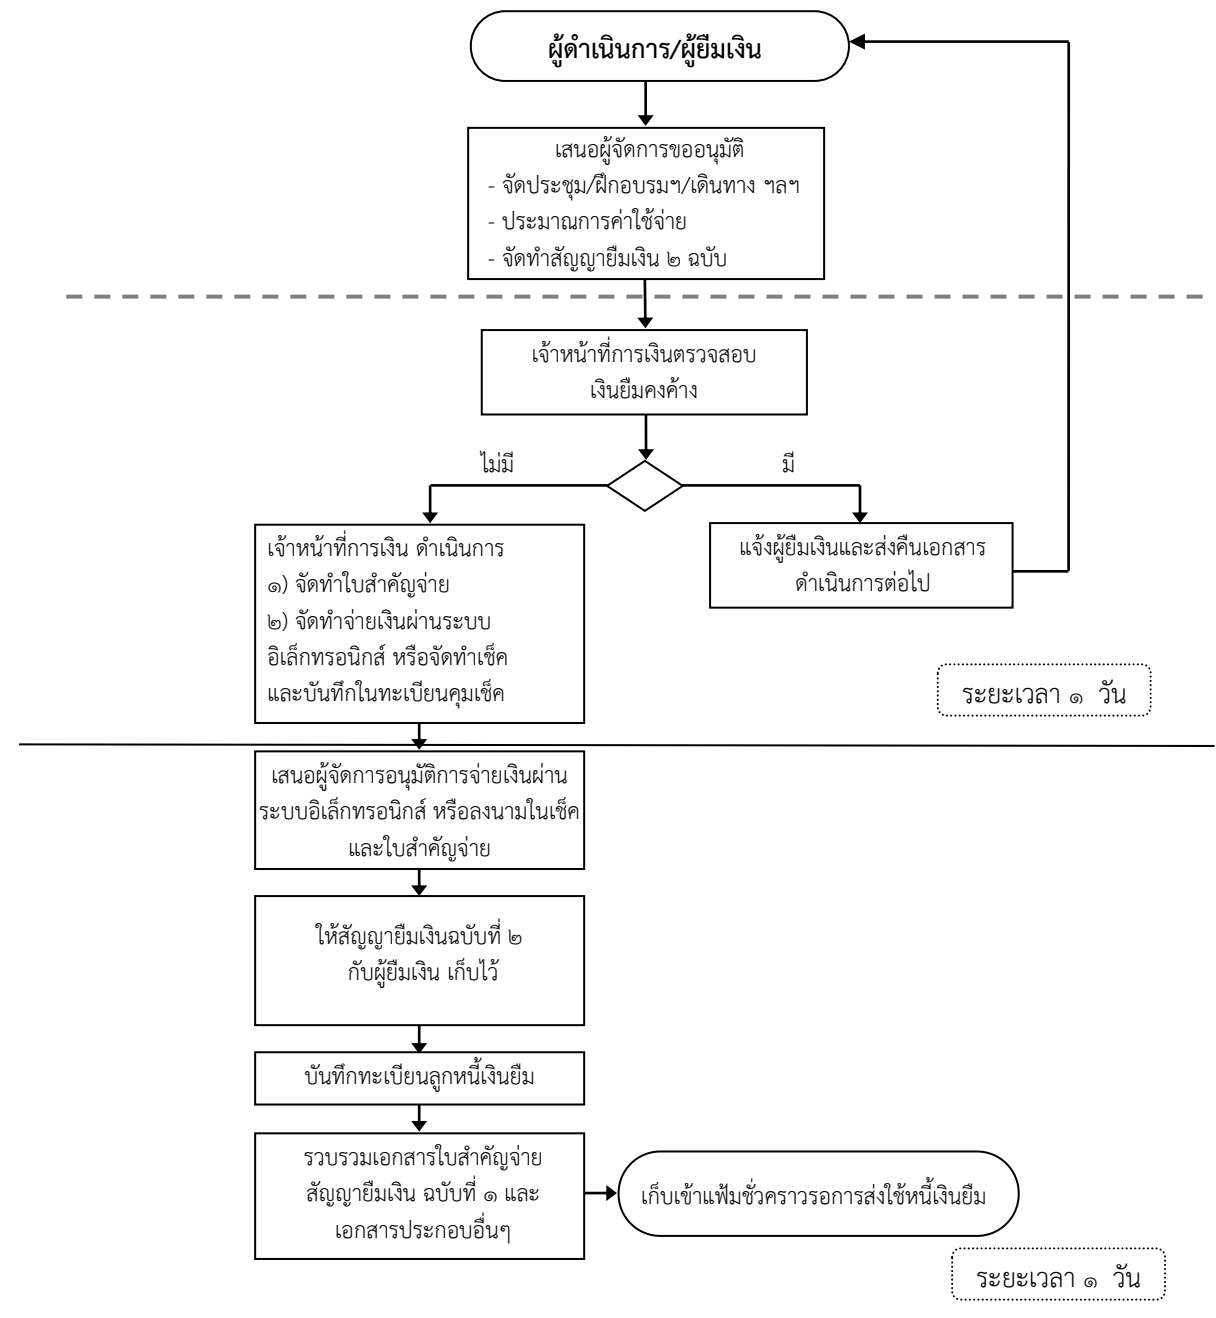 ผู้ดำเนินการ/ผู้ยืมเงิน
เสนอผู้จัดการขออนุมัติ
- จัดประชุม/ฝึกอบรมฯ/เดินทาง ฯลฯ
- ประมาณการค่าใช้จ่าย
- จัดทำสัญญายืมเงิน ๒ ฉบับ
เจ้าหน้าที่การเงินตรวจสอบ
เงินยืมคงค้าง
ไม่มี
มี
เจ้าหน้าที่การเงิน ดำเนินการ
๑) จัดทำใบสำคัญจ่าย
๒) จัดทำจ่ายเงินผ่านระบบ
อิเล็กทรอนิกส์ หรือจัดทำเช็ค
และบันทึกในทะเบียนคุมเช็ค
แจ้งผู้ยืมเงินและส่งคืนเอกสาร
ดำเนินการต่อไป
ระยะเวลา ๑ วัน
เสนอผู้จัดการอนุมัติการจ่ายเงินผ่าน
ระบบอิเล็กทรอนิกส์ หรือลงนามในเช็ค
และใบสำคัญจ่าย
ให้สัญญายืมเงินฉบับที่ ๒
กับผู้ยืมเงิน เก็บไว้
บันทึกทะเบียนลูกหนี้เงินยืม
รวบรวมเอกสารใบสำคัญจ่าย
สัญญายืมเงิน ฉบับที่ ๑ และ
เอกสารประกอบอื่นๆ
เก็บเข้าแฟ้มชั่วคราวรอการส่งใช้หนี้เงินยืม
ระยะเวลา ๑ วัน